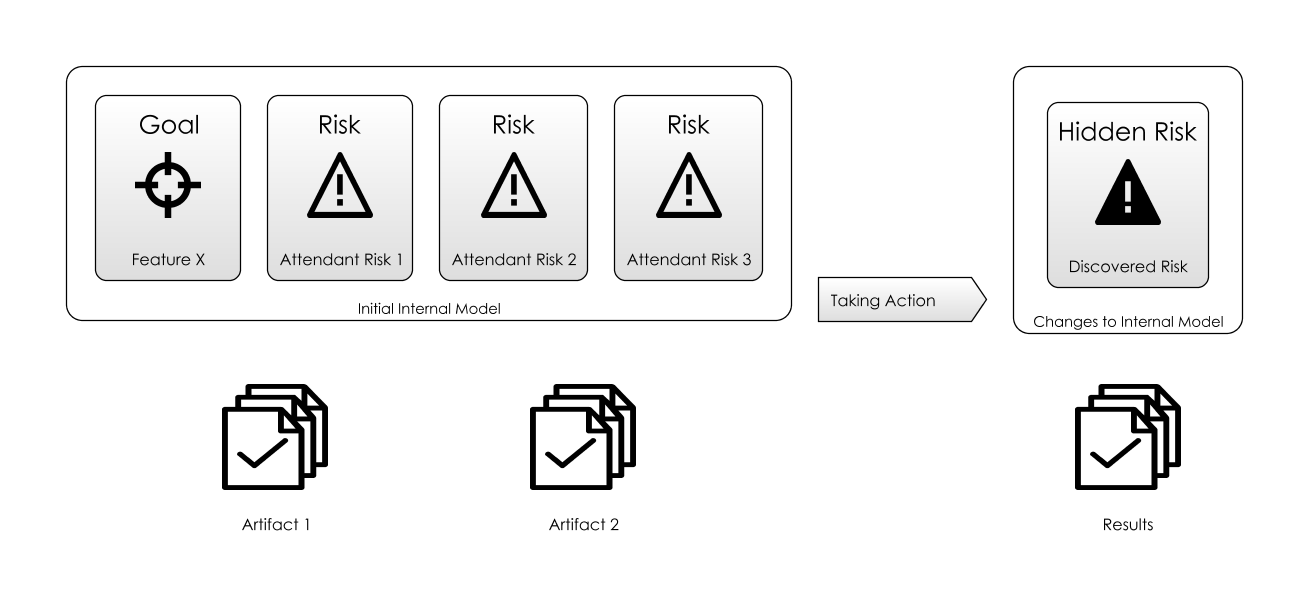 Goal
Feature X
Risk
Attendant Risk 1
Risk
Attendant Risk 2
Risk
Attendant Risk 3
Initial Internal Model
Taking Action
Hidden Risk
Discovered Risk
Changes to Internal Model
Artifact 1
Artifact 2
Results